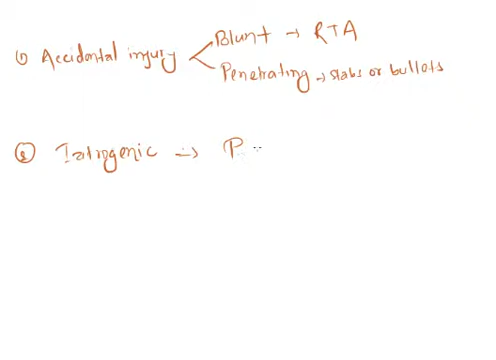 ① Accidental injury < Blunt → RTA
Penetrating → stabs or bullets
② Iatrogenic → P